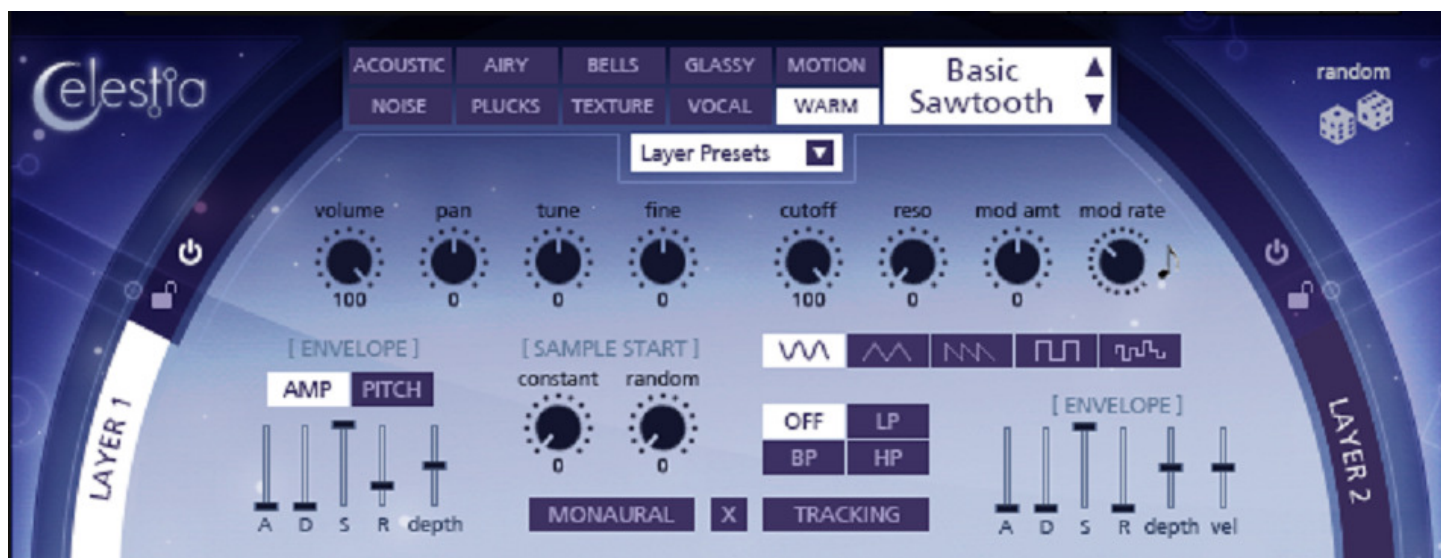 Celestia
ACOUSTIC AIRY BELLS GLASSY MOTION
NOISE PLUCKS TEXTURE VOCAL WARM
Basic
Sawtooth
random
Layer Presets
volume pan tune fine cutoff reso mod amt mod rate
100 0 0 0 100 0 0
[ ENVELOPE ] [ SAMPLE START ]
AMP PITCH
constant random
0 0
A D S R depth
OFF LP
BP HP
MONAURAL X TRACKING
[ ENVELOPE ]
A D S R depth vel
LAYER 1
LAYER 2